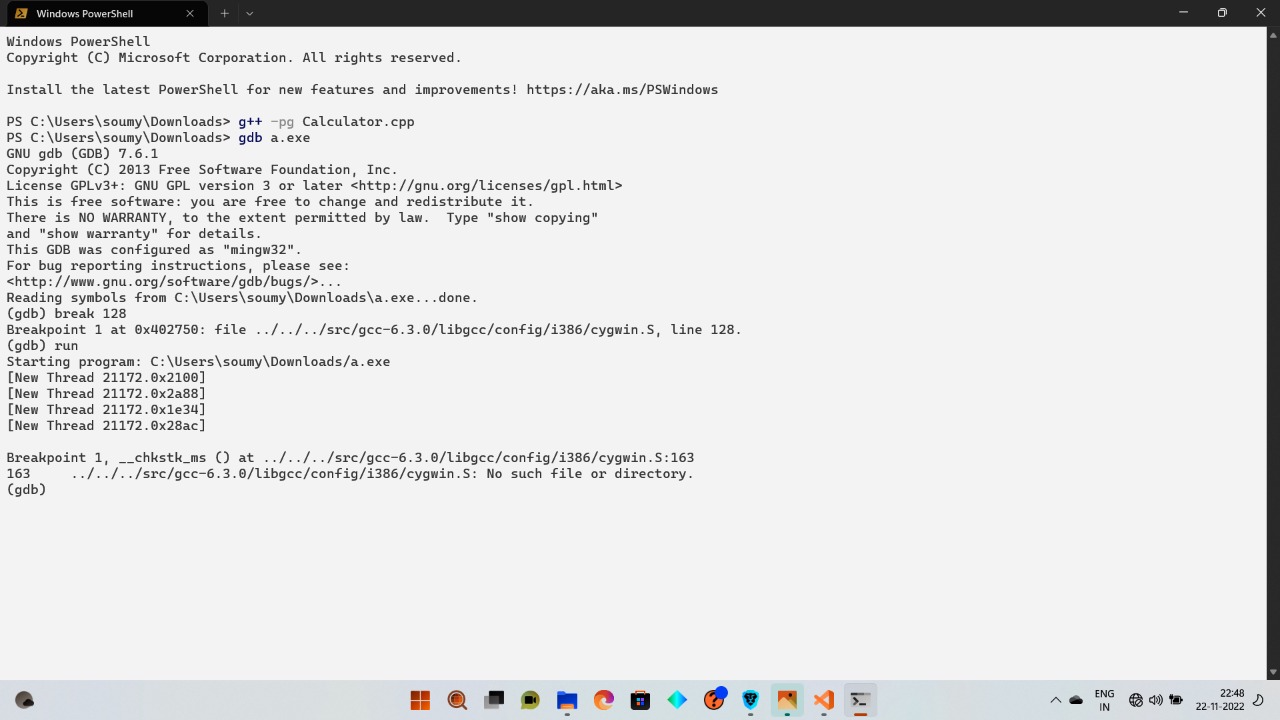 Windows PowerShell
Windows PowerShell
Copyright (C) Microsoft Corporation. All rights reserved.
Install the latest PowerShell for new features and improvements! https://aka.ms/PSWindows
PS C:\Users\soumy\Downloads> g++ -pg Calculator.cpp
PS C:\Users\soumy\Downloads> gdb a.exe
GNU gdb (GDB) 7.6.1
Copyright (C) 2013 Free Software Foundation, Inc.
License GPLv3+: GNU GPL version 3 or later <http://gnu.org/licenses/gpl.html>
This is free software: you are free to change and redistribute it.
There is NO WARRANTY, to the extent permitted by law.  Type "show copying"
and "show warranty" for details.
This GDB was configured as "mingw32".
For bug reporting instructions, please see:
<http://www.gnu.org/software/gdb/bugs/>...
Reading symbols from C:\Users\soumy\Downloads\a.exe...done.
(gdb) break 128
Breakpoint 1 at 0x402750: file ../../../src/gcc-6.3.0/libgcc/config/i386/cygwin.S, line 128.
(gdb) run
Starting program: C:\Users\soumy\Downloads/a.exe
[New Thread 21172.0x2100]
[New Thread 21172.0x2a88]
[New Thread 21172.0x1e34]
[New Thread 21172.0x28ac]
Breakpoint 1, __chkstk_ms () at ../../../src/gcc-6.3.0/libgcc/config/i386/cygwin.S:163
163     ../../../src/gcc-6.3.0/libgcc/config/i386/cygwin.S: No such file or directory.
(gdb)
ENG
IN
22:48
22-11-2022